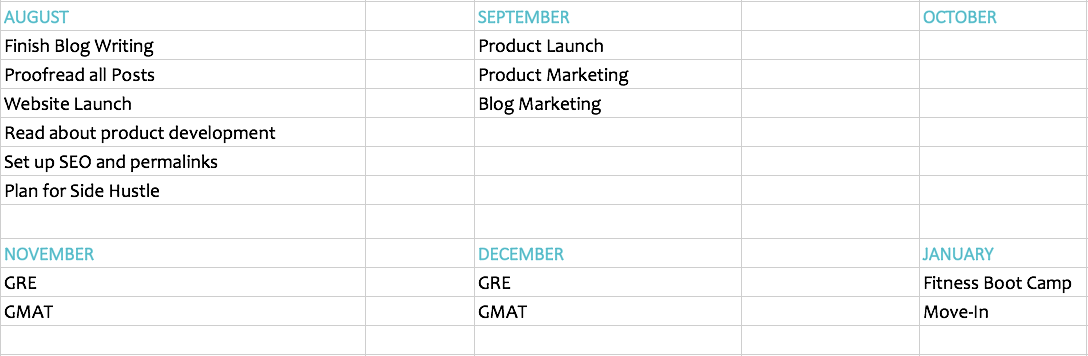 AUGUST SEPTEMBER OCTOBER
Finish Blog Writing Product Launch
Proofread all Posts Product Marketing
Website Launch Blog Marketing
Read about product development
Set up SEO and permalinks
Plan for Side Hustle
NOVEMBER DECEMBER JANUARY
GRE GRE Fitness Boot Camp
GMAT GMAT Move-In